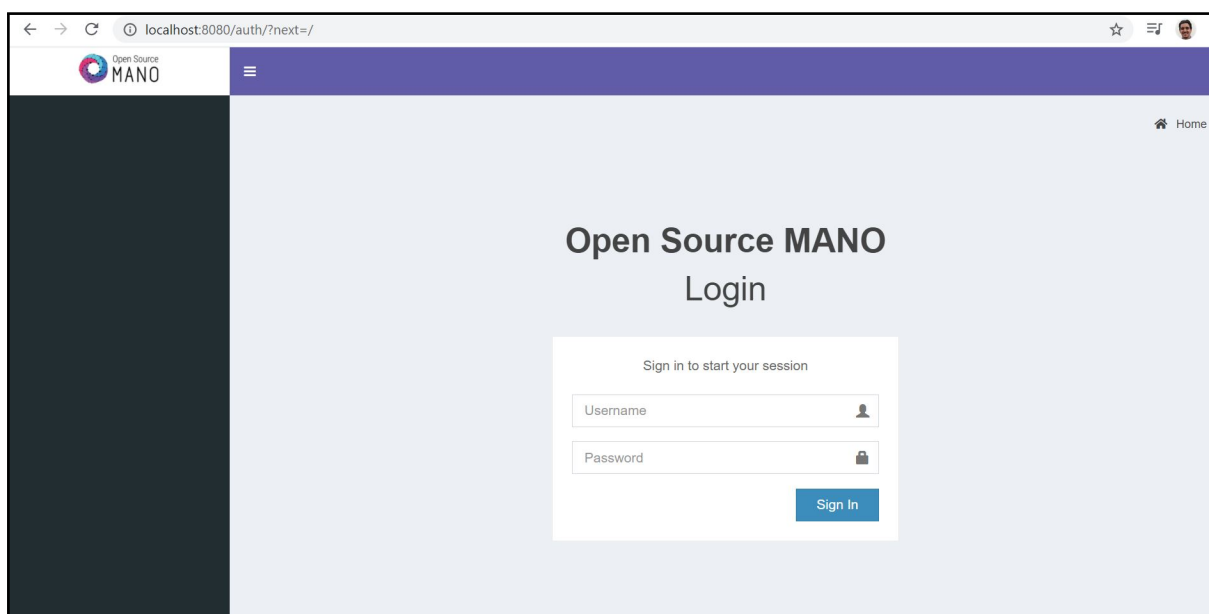 localhost:8080/auth/?next=/
Open Source
MANO
Home
Open Source MANO
Login
Sign in to start your session
Username
Password
Sign In